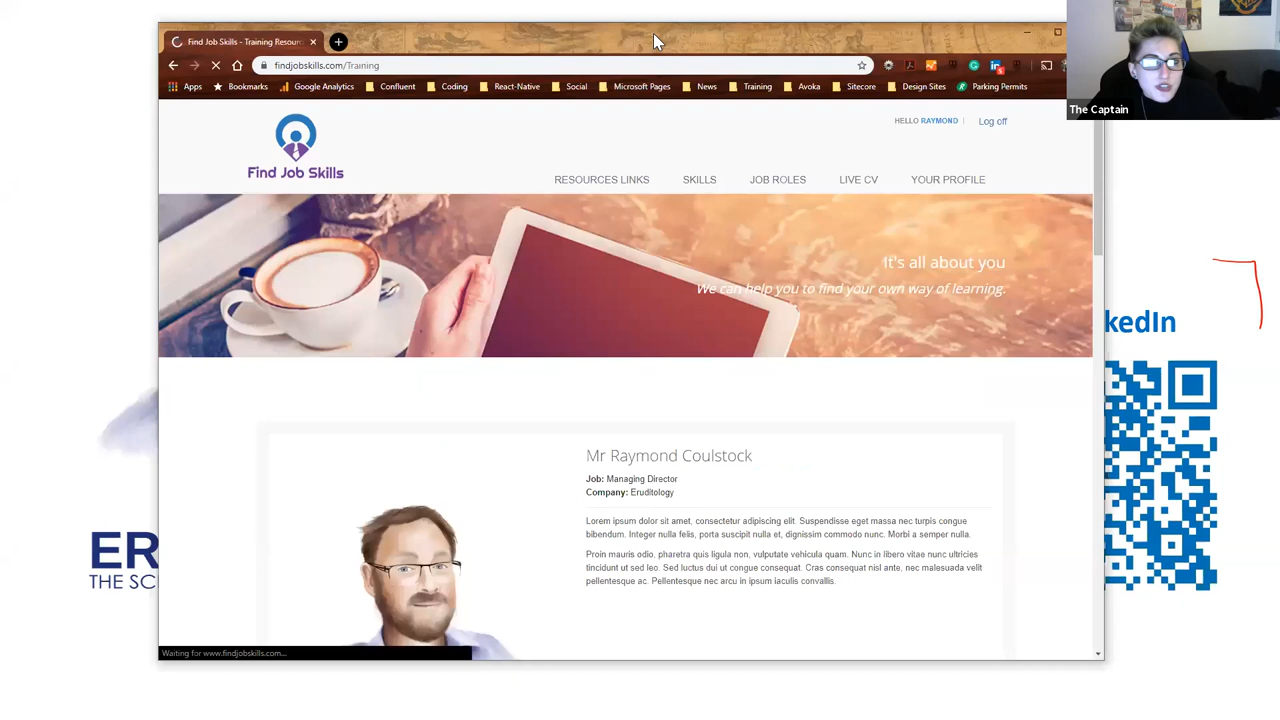 Find Job Skills - Training Resour
findjobskills.com/Training
Apps
Bookmarks
Google Analytics
Confluent
Coding
React-Native
Social
Microsoft Pages
News
Training
Avoka
Sitecore
Design Sites
Parking Permits
The Captain
HELLO RAYMOND |
Log off
Find Job Skills
RESOURCES LINKS
SKILLS
JOB ROLES
LIVE CV
YOUR PROFILE
It's all about you
We can help you to find your own way of learning.
kedIn
Mr Raymond Coulstock
Job: Managing Director
Company: Eruditology
Lorem ipsum dolor sit amet, consectetur adipiscing elit. Suspendisse eget massa nec turpis congue
bibendum. Integer nulla felis, porta suscipit nulla et, dignissim commodo nunc. Morbi a semper nulla.
Proin mauris odio, pharetra quis ligula non, vulputate vehicula quam. Nunc in libero vitae nunc ultricies
tincidunt ut sed leo. Sed luctus dui ut congue consequat. Cras consequat nisl ante, nec malesuada velit
pellentesque ac. Pellentesque nec arcu in ipsum iaculis convallis.
ER
THE SC
Waiting for www.findjobskills.com...